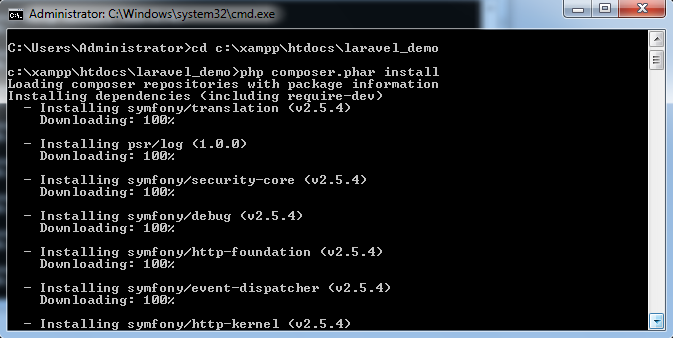 Administrator: C:\Windows\system32\cmd.exe
C:\Users\Administrator>cd c:\xampp\htdocs\laravel_demo
c:\xampp\htdocs\laravel_demo>php composer.phar install
Loading composer repositories with package information
Installing dependencies (including require-dev)
- Installing symfony/translation (v2.5.4)
Downloading: 100%
- Installing psr/log (1.0.0)
Downloading: 100%
- Installing symfony/security-core (v2.5.4)
Downloading: 100%
- Installing symfony/debug (v2.5.4)
Downloading: 100%
- Installing symfony/http-foundation (v2.5.4)
Downloading: 100%
- Installing symfony/event-dispatcher (v2.5.4)
Downloading: 100%
- Installing symfony/http-kernel (v2.5.4)